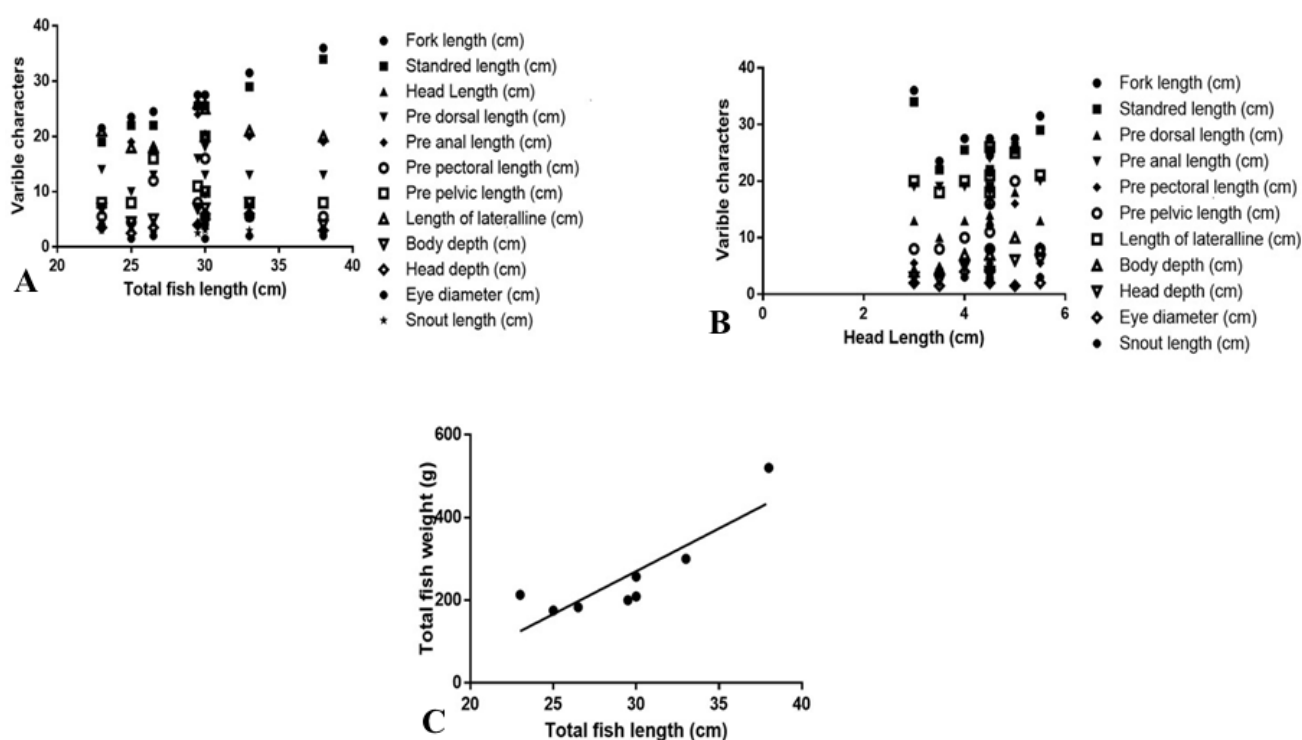 40
30
20
10
0
20
25
30
35
40
Varible characters
Total fish length (cm)
A
Fork length (cm)
Standred length (cm)
Head Length (cm)
Pre dorsal length (cm)
Pre anal length (cm)
Pre pectoral length (cm)
Pre pelvic length (cm)
Length of lateralline (cm)
Body depth (cm)
Head depth (cm)
Eye diameter (cm)
Snout length (cm)
40
30
20
10
0
0
2
4
6
Varible characters
Head Length (cm)
B
Fork length (cm)
Standred length (cm)
Pre dorsal length (cm)
Pre anal length (cm)
Pre pectoral length (cm)
Pre pelvic length (cm)
Length of lateralline (cm)
Body depth (cm)
Head depth (cm)
Eye diameter (cm)
Snout length (cm)
600
400
200
0
20
25
30
35
40
Total fish weight (g)
Total fish length (cm)
C